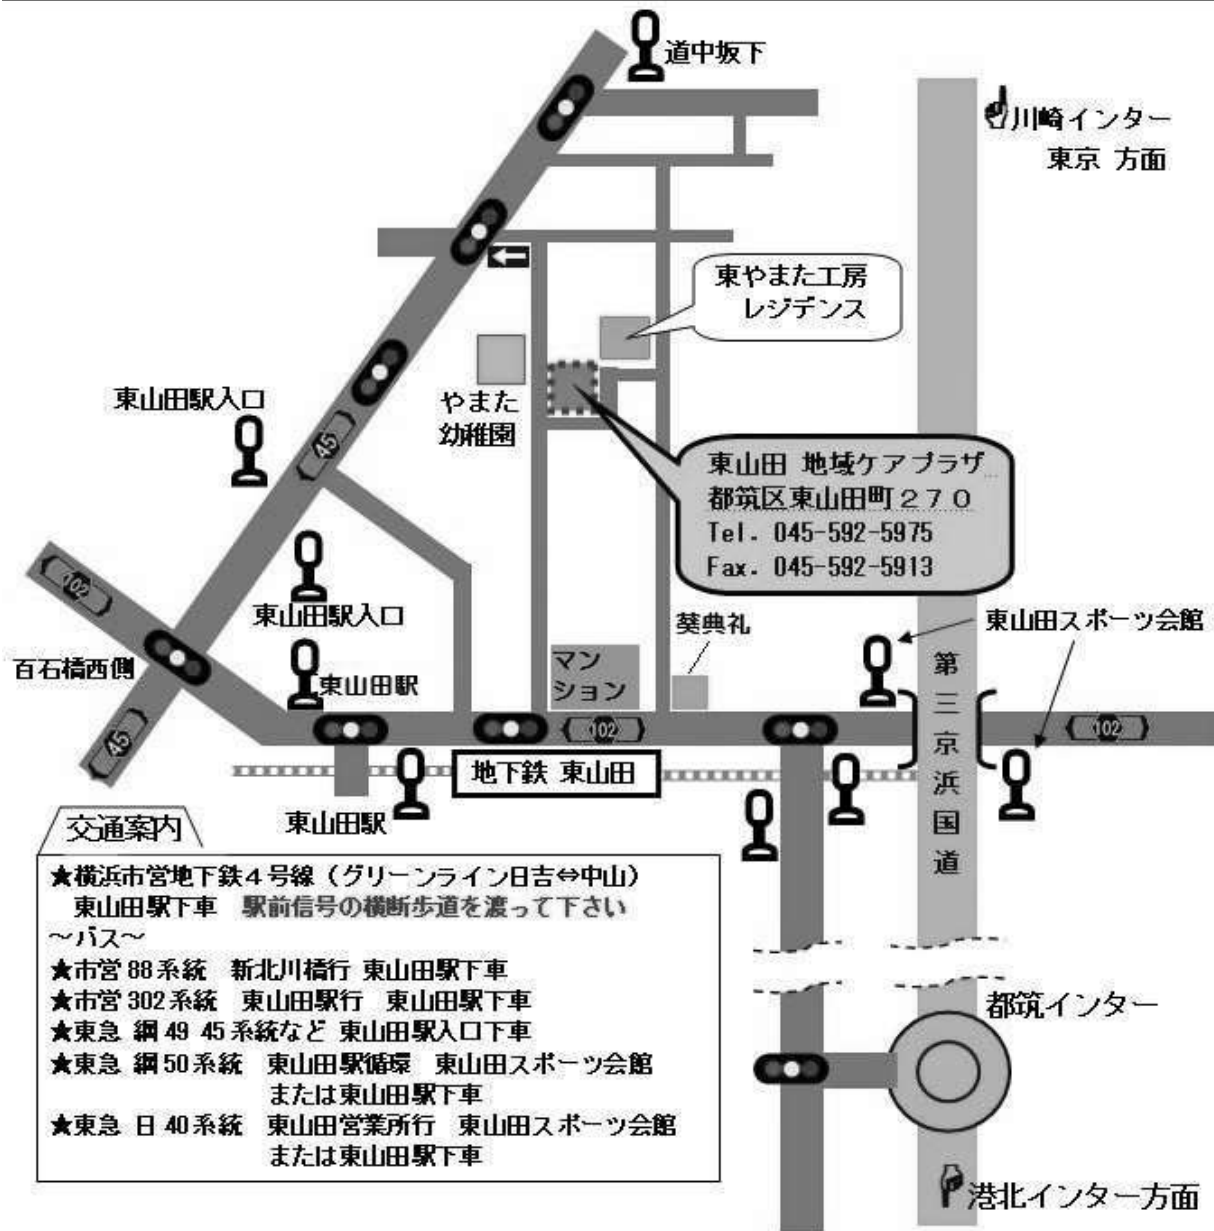 道中坂下
川崎インター
東京 方面
東やまた工房
レジデンス
東山田駅入口
やまた
幼稚園
45
東山田 地域ケアプラザ
都筑区東山田町270
Tel. 045-592-5975
Fax. 045-592-5913
102
東山田駅入口
葵典礼
東山田スポーツ会館
百石橋西側
東山田駅
マン
ション
第三京浜国道
45
102
102
地下鉄 東山田
東山田駅
交通案内
★横浜市営地下鉄4号線（グリーンライン日吉⇔中山）
東山田駅下車 駅前信号の横断歩道を渡って下さい
～バス～
★市営88系統 新北川橋行 東山田駅下車
★市営302系統 東山田駅行 東山田駅下車
★東急 綱49 45系統など 東山田駅入口下車
★東急 綱50系統 東山田駅循環 東山田スポーツ会館
または東山田駅下車
★東急 日40系統 東山田営業所行 東山田スポーツ会館
または東山田駅下車
都筑インター
港北インター方面